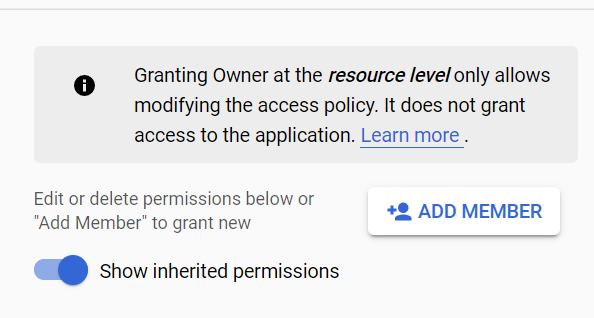 Granting Owner at the resource level only allows
modifying the access policy. It does not grant
access to the application. Learn more .
Edit or delete permissions below or
"Add Member" to grant new
ADD MEMBER
Show inherited permissions